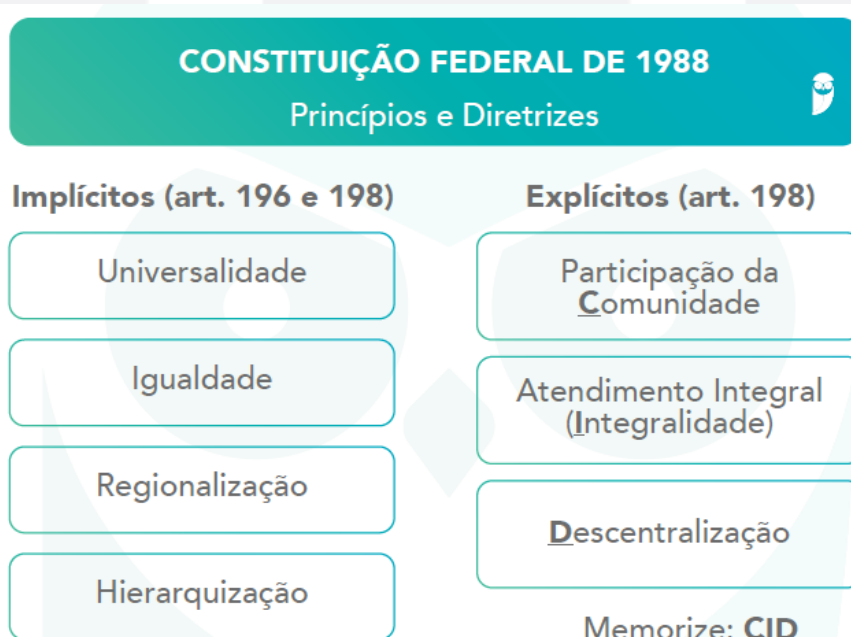 CONSTITUIÇÃO FEDERAL DE 1988
Princípios e Diretrizes
Implícitos (art. 196 e 198)
Universalidade
Igualdade
Regionalização
Hierarquização
Explícitos (art. 198)
Participação da
Comunidade
Atendimento Integral
(Integralidade)
Descentralização
Memorize: CID